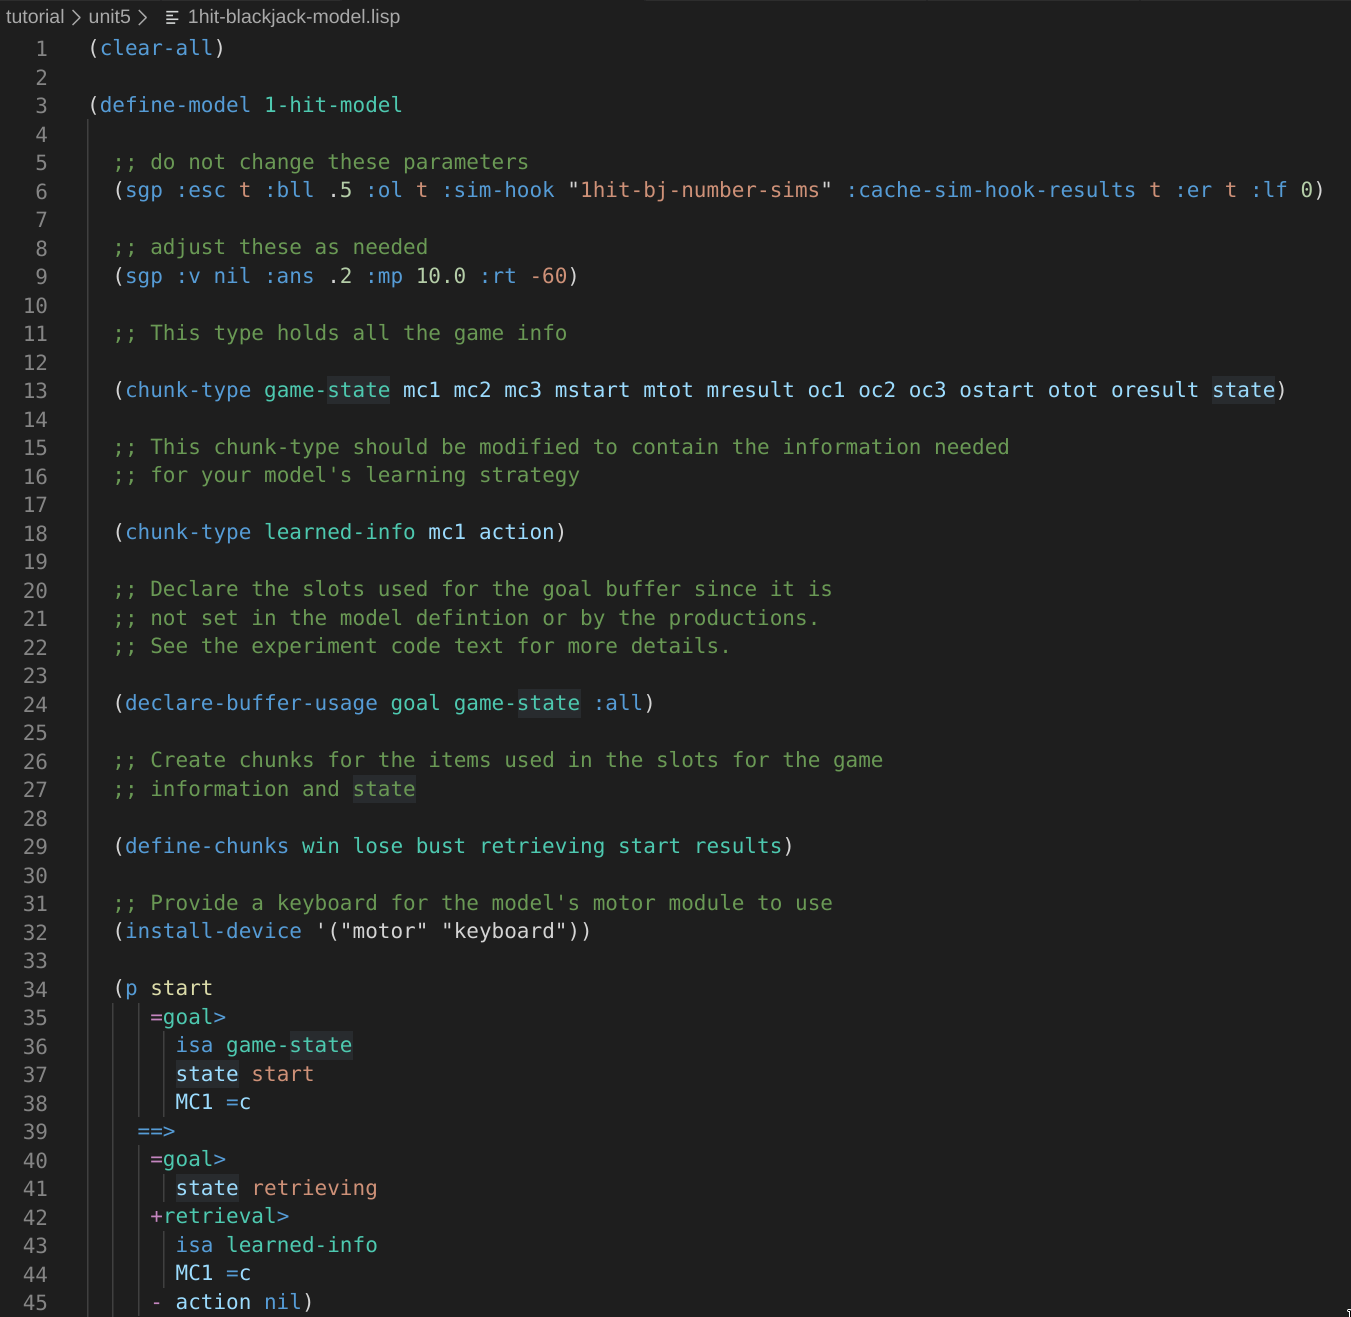 tutorial > unit5 > 1hit-blackjack-model.lisp
1 (clear-all)
2
3 (define-model 1-hit-model
4
5 ;; do not change these parameters
6 (sgp :esc t :bll .5 :ol t :sim-hook "1hit-bj-number-sims" :cache-sim-hook-results t :er t :lf 0)
7
8 ;; adjust these as needed
9 (sgp :v nil :ans .2 :mp 10.0 :rt -60)
10
11 ;; This type holds all the game info
12
13 (chunk-type game-state mc1 mc2 mc3 mstart mtot mresult oc1 oc2 oc3 ostart otot oresult state)
14
15 ;; This chunk-type should be modified to contain the information needed
16 ;; for your model's learning strategy
17
18 (chunk-type learned-info mc1 action)
19
20 ;; Declare the slots used for the goal buffer since it is
21 ;; not set in the model defintion or by the productions.
22 ;; See the experiment code text for more details.
23
24 (declare-buffer-usage goal game-state :all)
25
26 ;; Create chunks for the items used in the slots for the game
27 ;; information and state
28
29 (define-chunks win lose bust retrieving start results)
30
31 ;; Provide a keyboard for the model's motor module to use
32 (install-device '("motor" "keyboard"))
33
34 (p start
35 =goal>
36 isa game-state
37 state start
38 MC1 =c
39 ==>
40 =goal>
41 state retrieving
42 +retrieval>
43 isa learned-info
44 MC1 =c
45 - action nil)